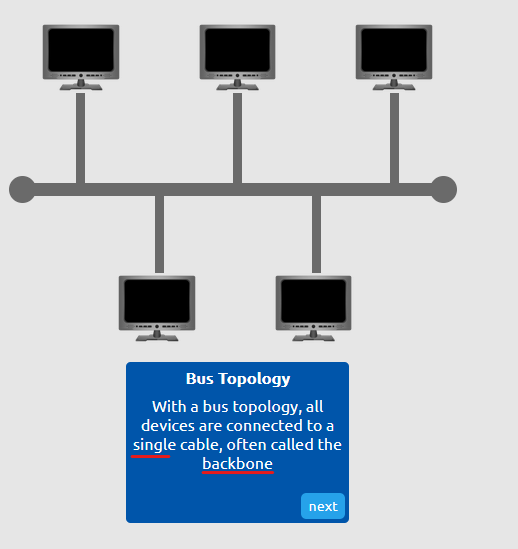 Bus Topology
With a bus topology, all
devices are connected to a
single cable, often called the
backbone
next